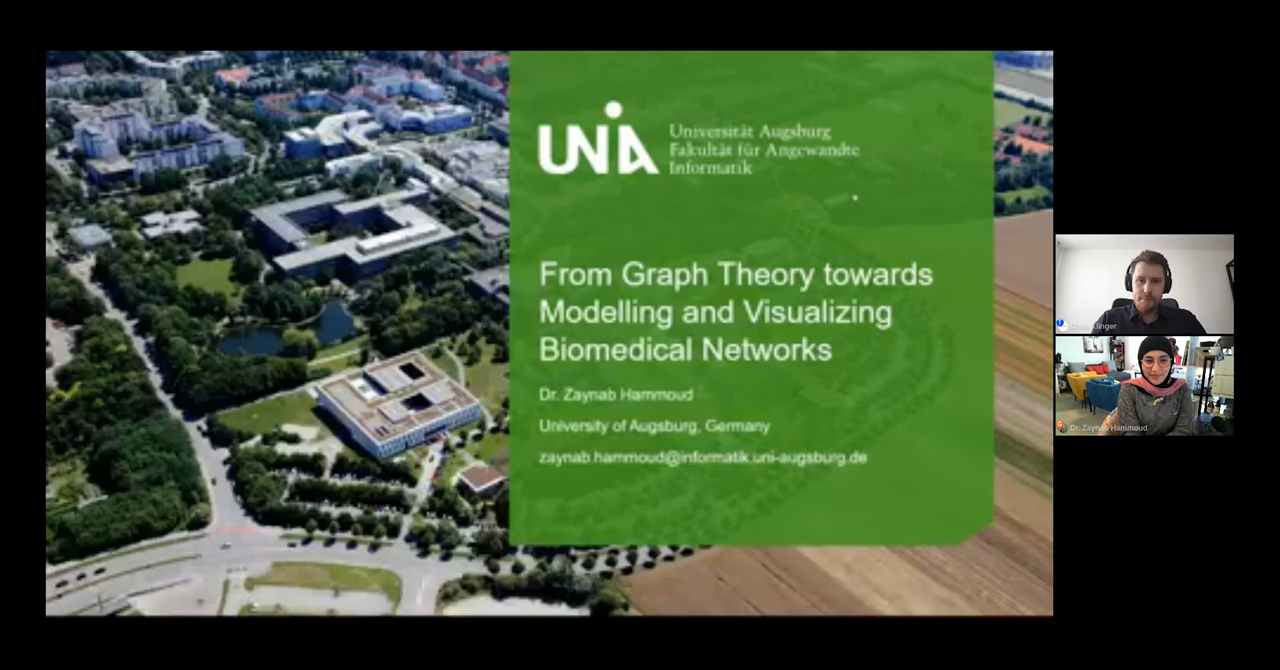 UNIA
Universität Augsburg
Fakultät für Angewandte
Informatik
From Graph Theory towards
Modelling and Visualizing
Biomedical Networks
Dr. Zaynab Hammoud
University of Augsburg, Germany
zaynab.hammoud@informatik.uni-augsburg.de
Dr. Zaynab Hammoud